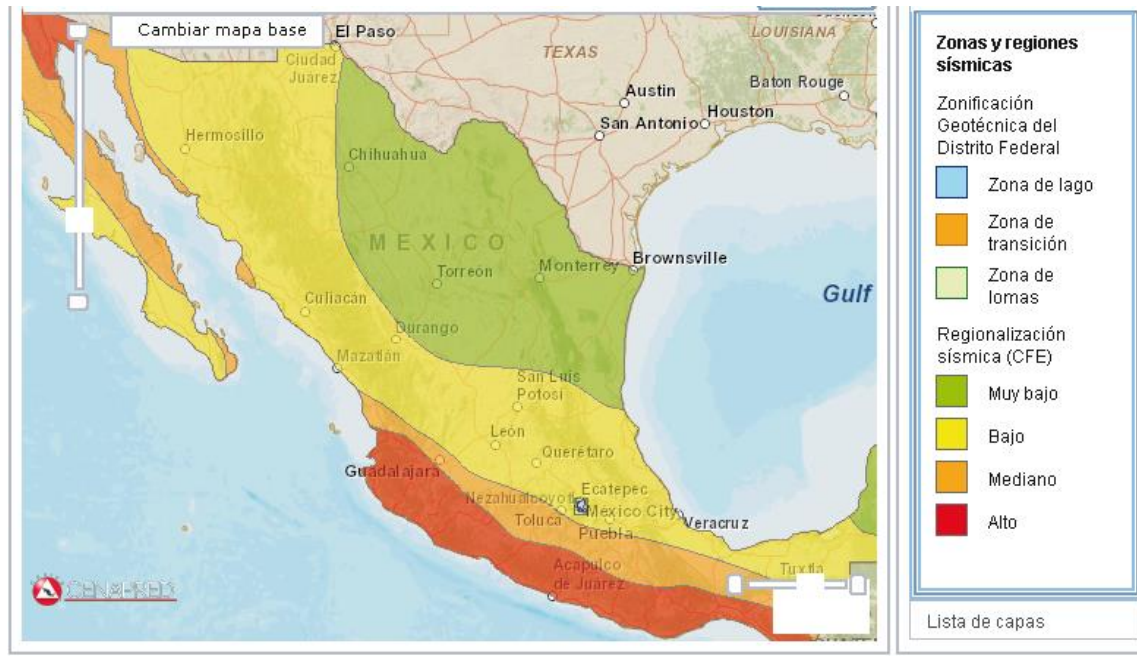 Cambiar mapa base
El Paso
LOUISIANA
TEXAS
Ciudad
Juárez
Baton Rouge
Austin
Houston
San Antonio
Hermosillo
Chihuahua
MEXICO
Brownsville
Monterrey
Torreón
Gulf
Culiacán
Durango
Mazatlán
San Luis
Potosí
León
Querétaro
Guadalajara
Ecatepec
México City
Toluca
Veracruz
Puebla
Tuxtla
Acapulco
de Juárez
CENAPRED
Zonas y regiones
sísmicas
Zonificación
Geotécnica del
Distrito Federal
Zona de lago
Zona de
transición
Zona de
lomas
Regionalización
sísmica (CFE)
Muy bajo
Bajo
Mediano
Alto
Lista de capas